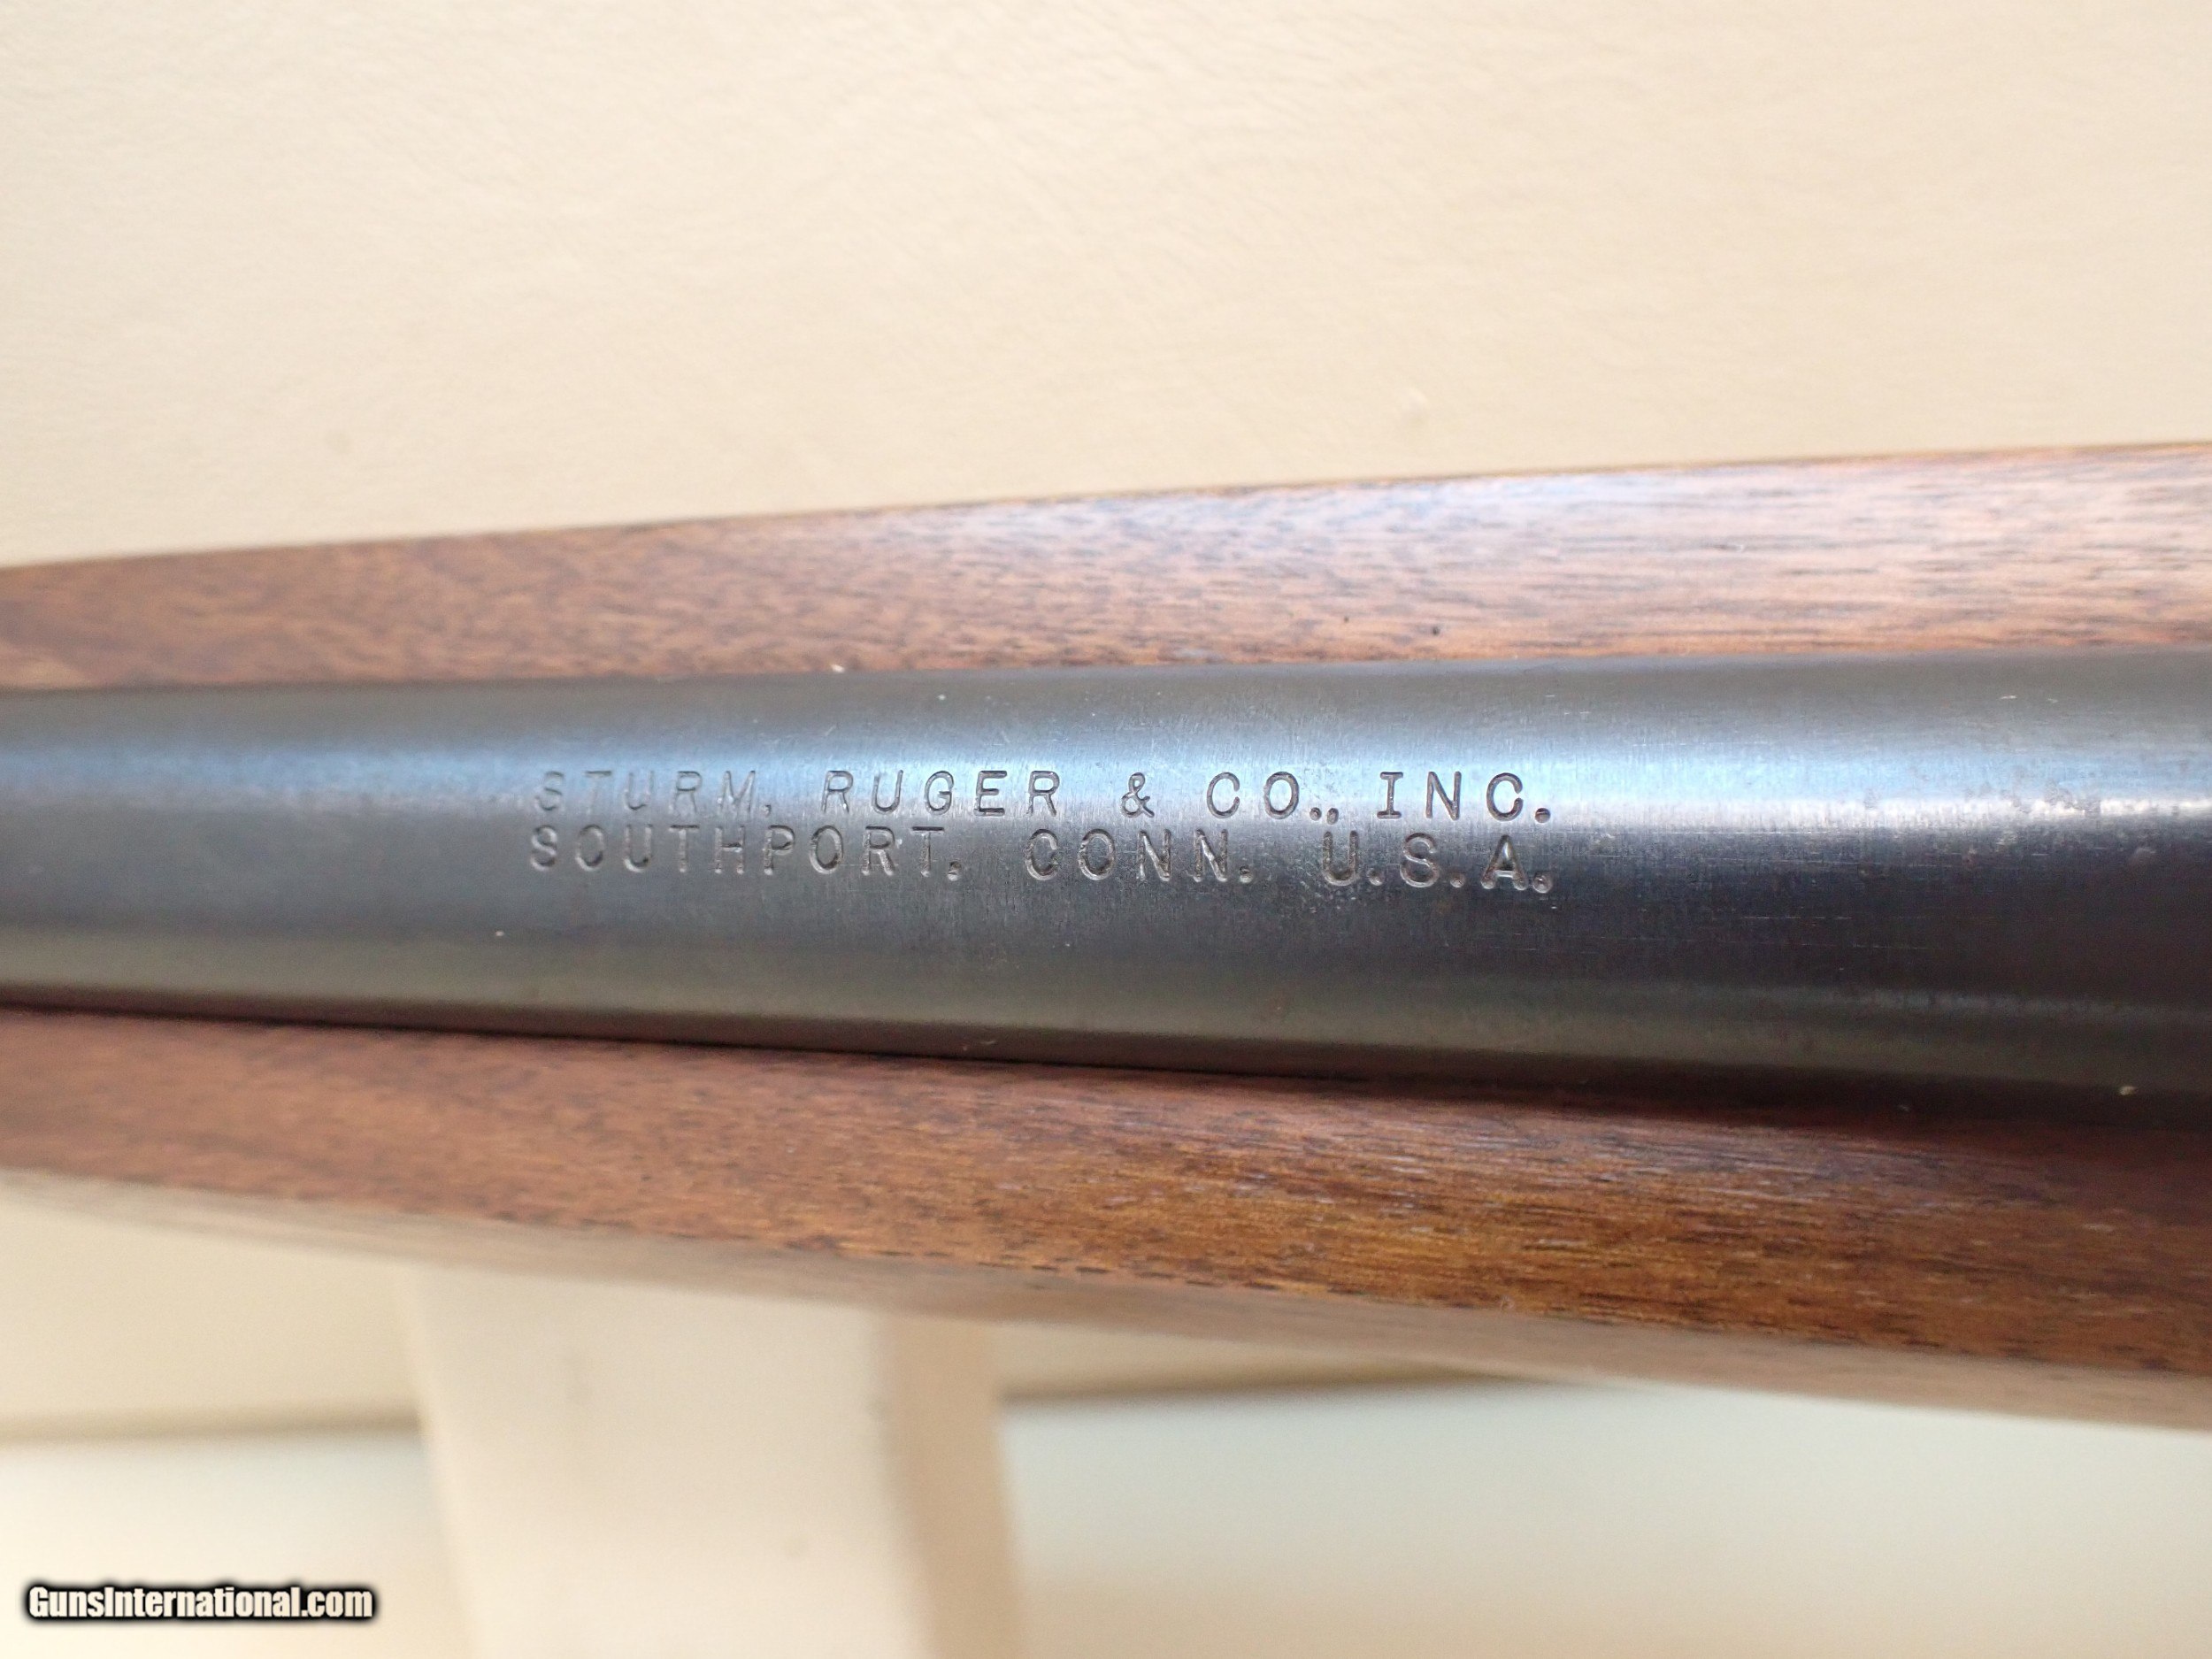 STURM, RUGER & CO., INC.
SOUTHPORT, CONN. U.S.A.
GunsInternational.com